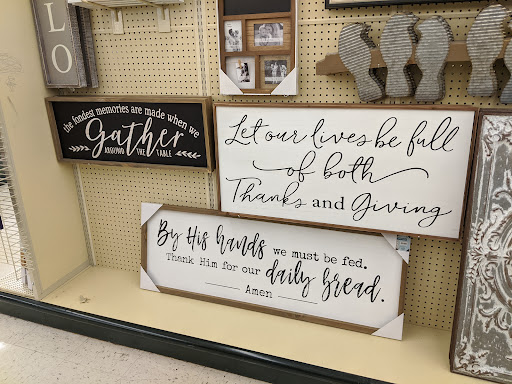 LO
the fondest memories are made when we
Gather
AROUND THE TABLE
Let our lives be full
of both
Thanks and Giving
By His hands we must be fed.
Thank Him for our daily bread.
Amen